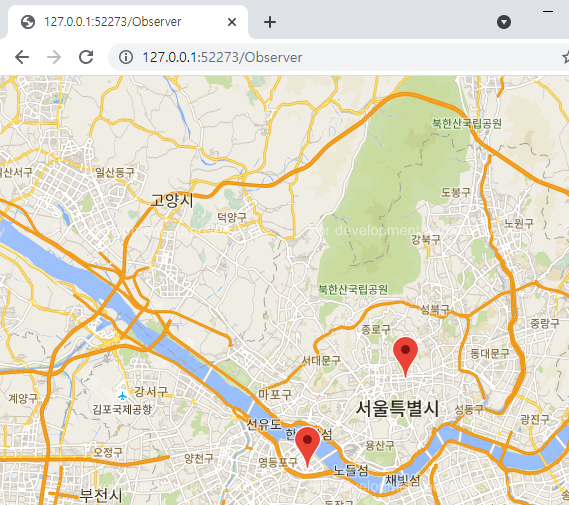 127.0.0.1:52273/Observer
127.0.0.1:52273/Observer
북한산국립공원
일산서구
일산동구
도봉구
고양시
덕양구
노원구
for development
강북구
북한산국립공원
성북구
종로구
중랑구
서대문구
동대문구
강서구
마포구
계양구
김포국제공항
서울특별시
성동구
선유도
광진구
용산구
오정구
양천구
영등포구
노들섬
채빛섬
부천시
동작구